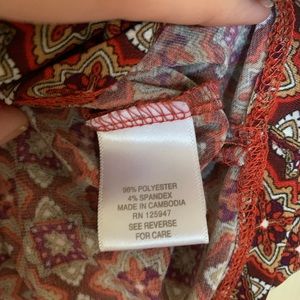 96% POLYESTER
4% SPANDEX
MADE IN CAMBODIA
RN 125947
SEE REVERSE
FOR CARE